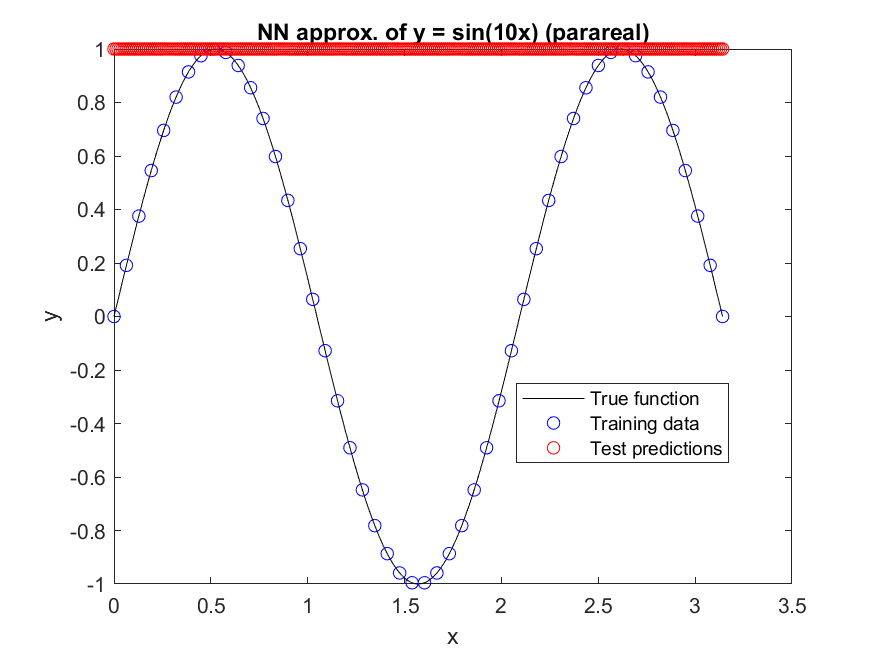 NN approx. of y = sin(10x) (parareal)
1
0.8
0.6
0.4
0.2
0
-0.2
-0.4
-0.6
-0.8
-1
y
True function
Training data
Test predictions
0 0.5 1 1.5 2 2.5 3 3.5
x